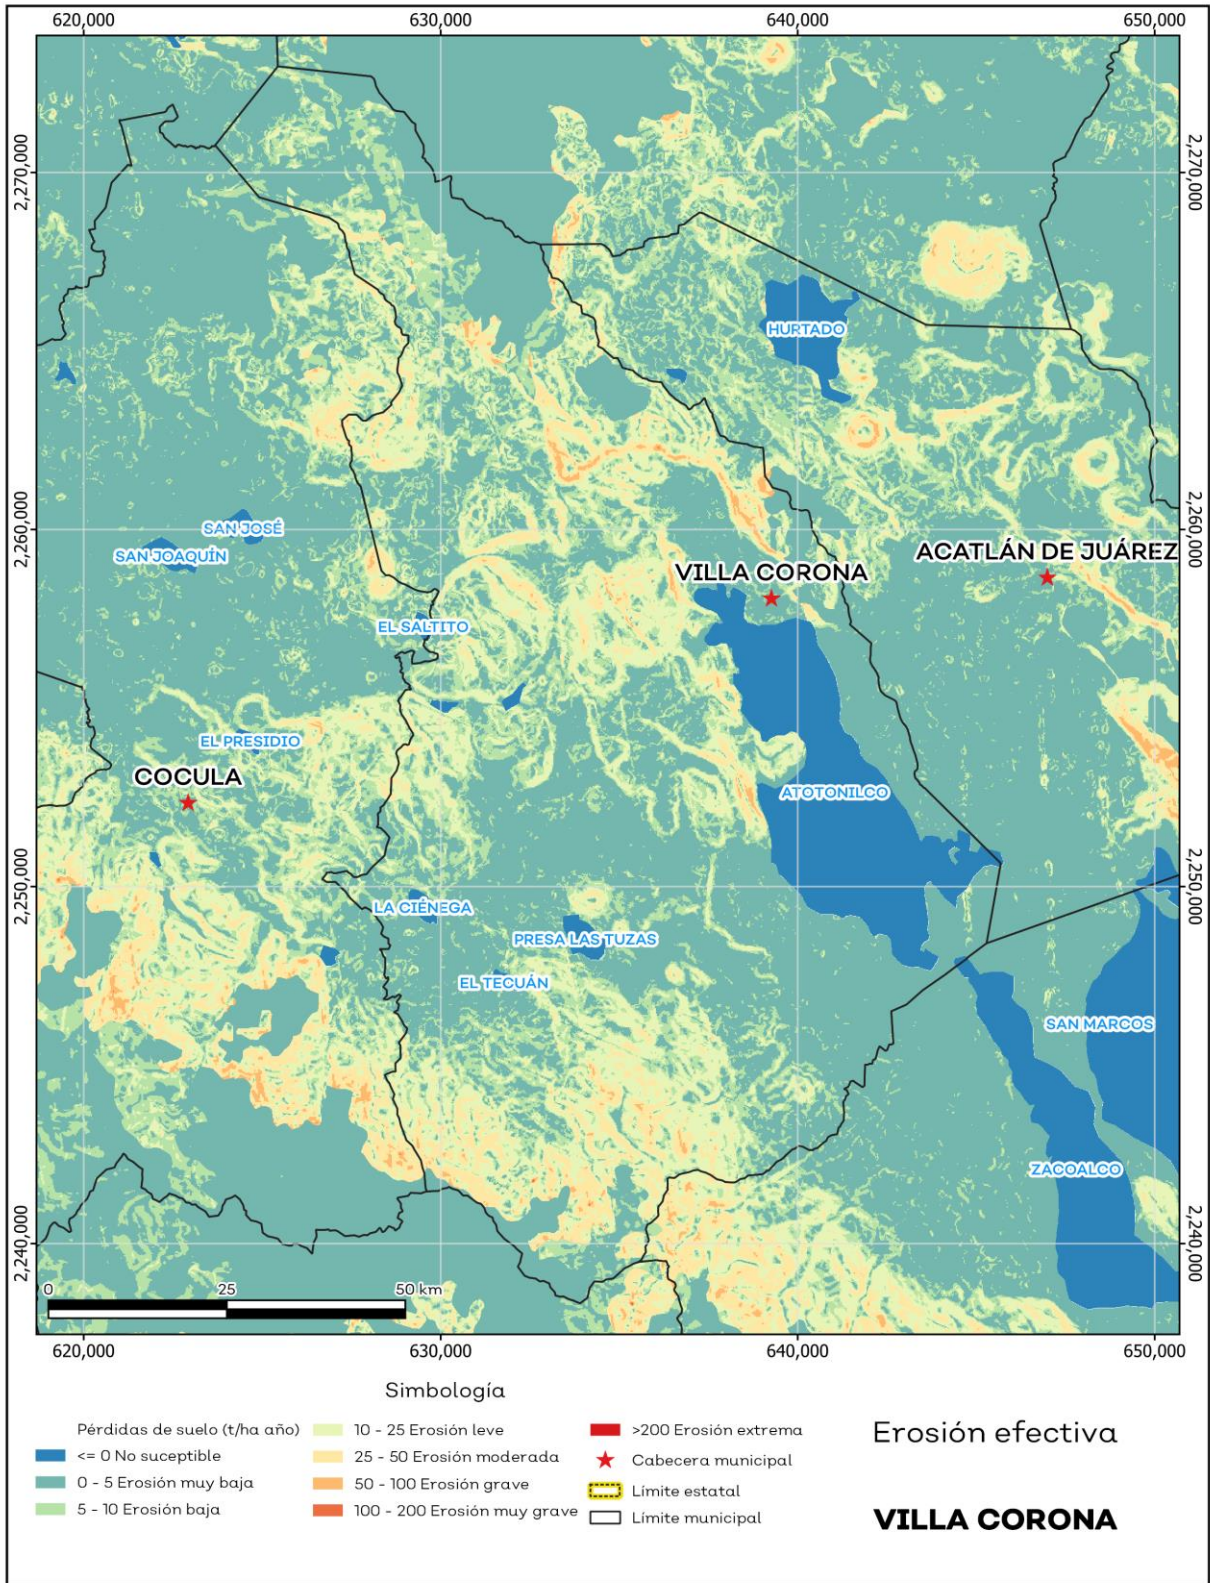 620,000
630,000
640,000
650,000
2,270,000
2,270,000
HURTADO
SAN JOSÉ
SAN JOAQUÍN
2,260,000
2,260,000
ACATLÁN DE JUÁREZ
VILLA CORONA
EL SALTITO
EL PRESIDIO
COCULA
ATOTONILCO
2,250,000
2,250,000
LA CIÉNEGA
PRESA LAS TUZAS
EL TECUÁN
SAN MARCOS
ZACOALCO
2,240,000
2,240,000
0
25
50 km
620,000
630,000
640,000
650,000
Simbología
Pérdidas de suelo (t/ha año)
<= 0 No suceptible
0 - 5 Erosión muy baja
5 - 10 Erosión baja
10 - 25 Erosión leve
25 - 50 Erosión moderada
50 - 100 Erosión grave
100 - 200 Erosión muy grave
>200 Erosión extrema
Cabecera municipal
Límite estatal
Límite municipal
Erosión efectiva
VILLA CORONA